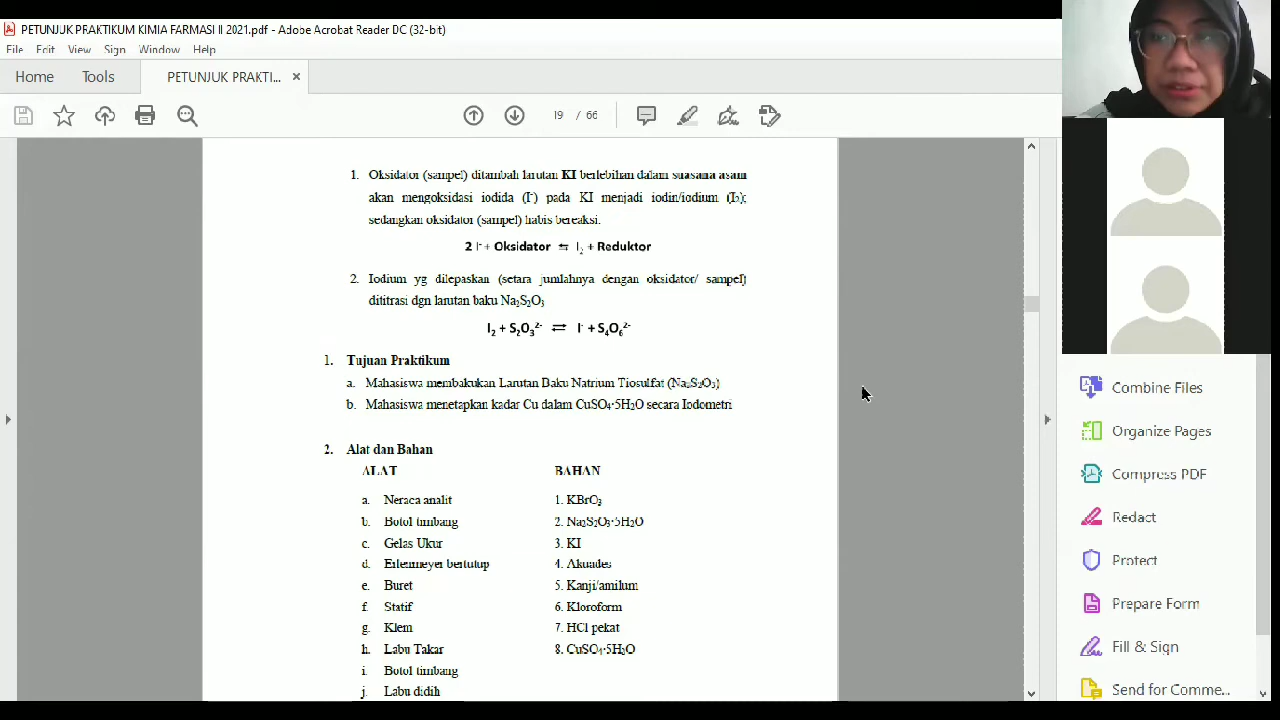 PETUNJUK PRAKTIKUM KIMIA FARMASI II 2021.pdf - Adobe Acrobat Reader DC (32-bit)
File Edit View Sign Window Help
Home Tools PETUNJUK PRAKTI... ×
19 / 66
1. Oksidator (sampel) ditambah larutan KI berlebihan dalam suasana asam
akan mengoksidasi iodida (I⁻) pada KI menjadi iodin/iodium (I₂);
sedangkan oksidator (sampel) habis bereaksi.
2 I⁻ + Oksidator ⇆ I₂ + Reduktor
2. Iodium yg dilepaskan (setara jumlahnya dengan oksidator/ sampel)
dititrasi dgn larutan baku Na₂S₂O₃
I₂ + S₂O₃²⁻ ⇄ I⁻ + S₄O₆²⁻
1. Tujuan Praktikum
a. Mahasiswa membakukan Larutan Baku Natrium Tiosulfat (Na₂S₂O₃)
b. Mahasiswa menetapkan kadar Cu dalam CuSO₄·5H₂O secara Iodometri
2. Alat dan Bahan
ALAT BAHAN
a. Neraca analit 1. KBrO₃
b. Botol timbang 2. Na₂S₂O₃·5H₂O
c. Gelas Ukur 3. KI
d. Erlenmeyer bertutup 4. Akuades
e. Buret 5. Kanji/amilum
f. Statif 6. Kloroform
g. Klem 7. HCl pekat
h. Labu Takar 8. CuSO₄·5H₂O
i. Botol timbang
j. Labu didih
Combine Files
Organize Pages
Compress PDF
Redact
Protect
Prepare Form
Fill & Sign
Send for Comme...